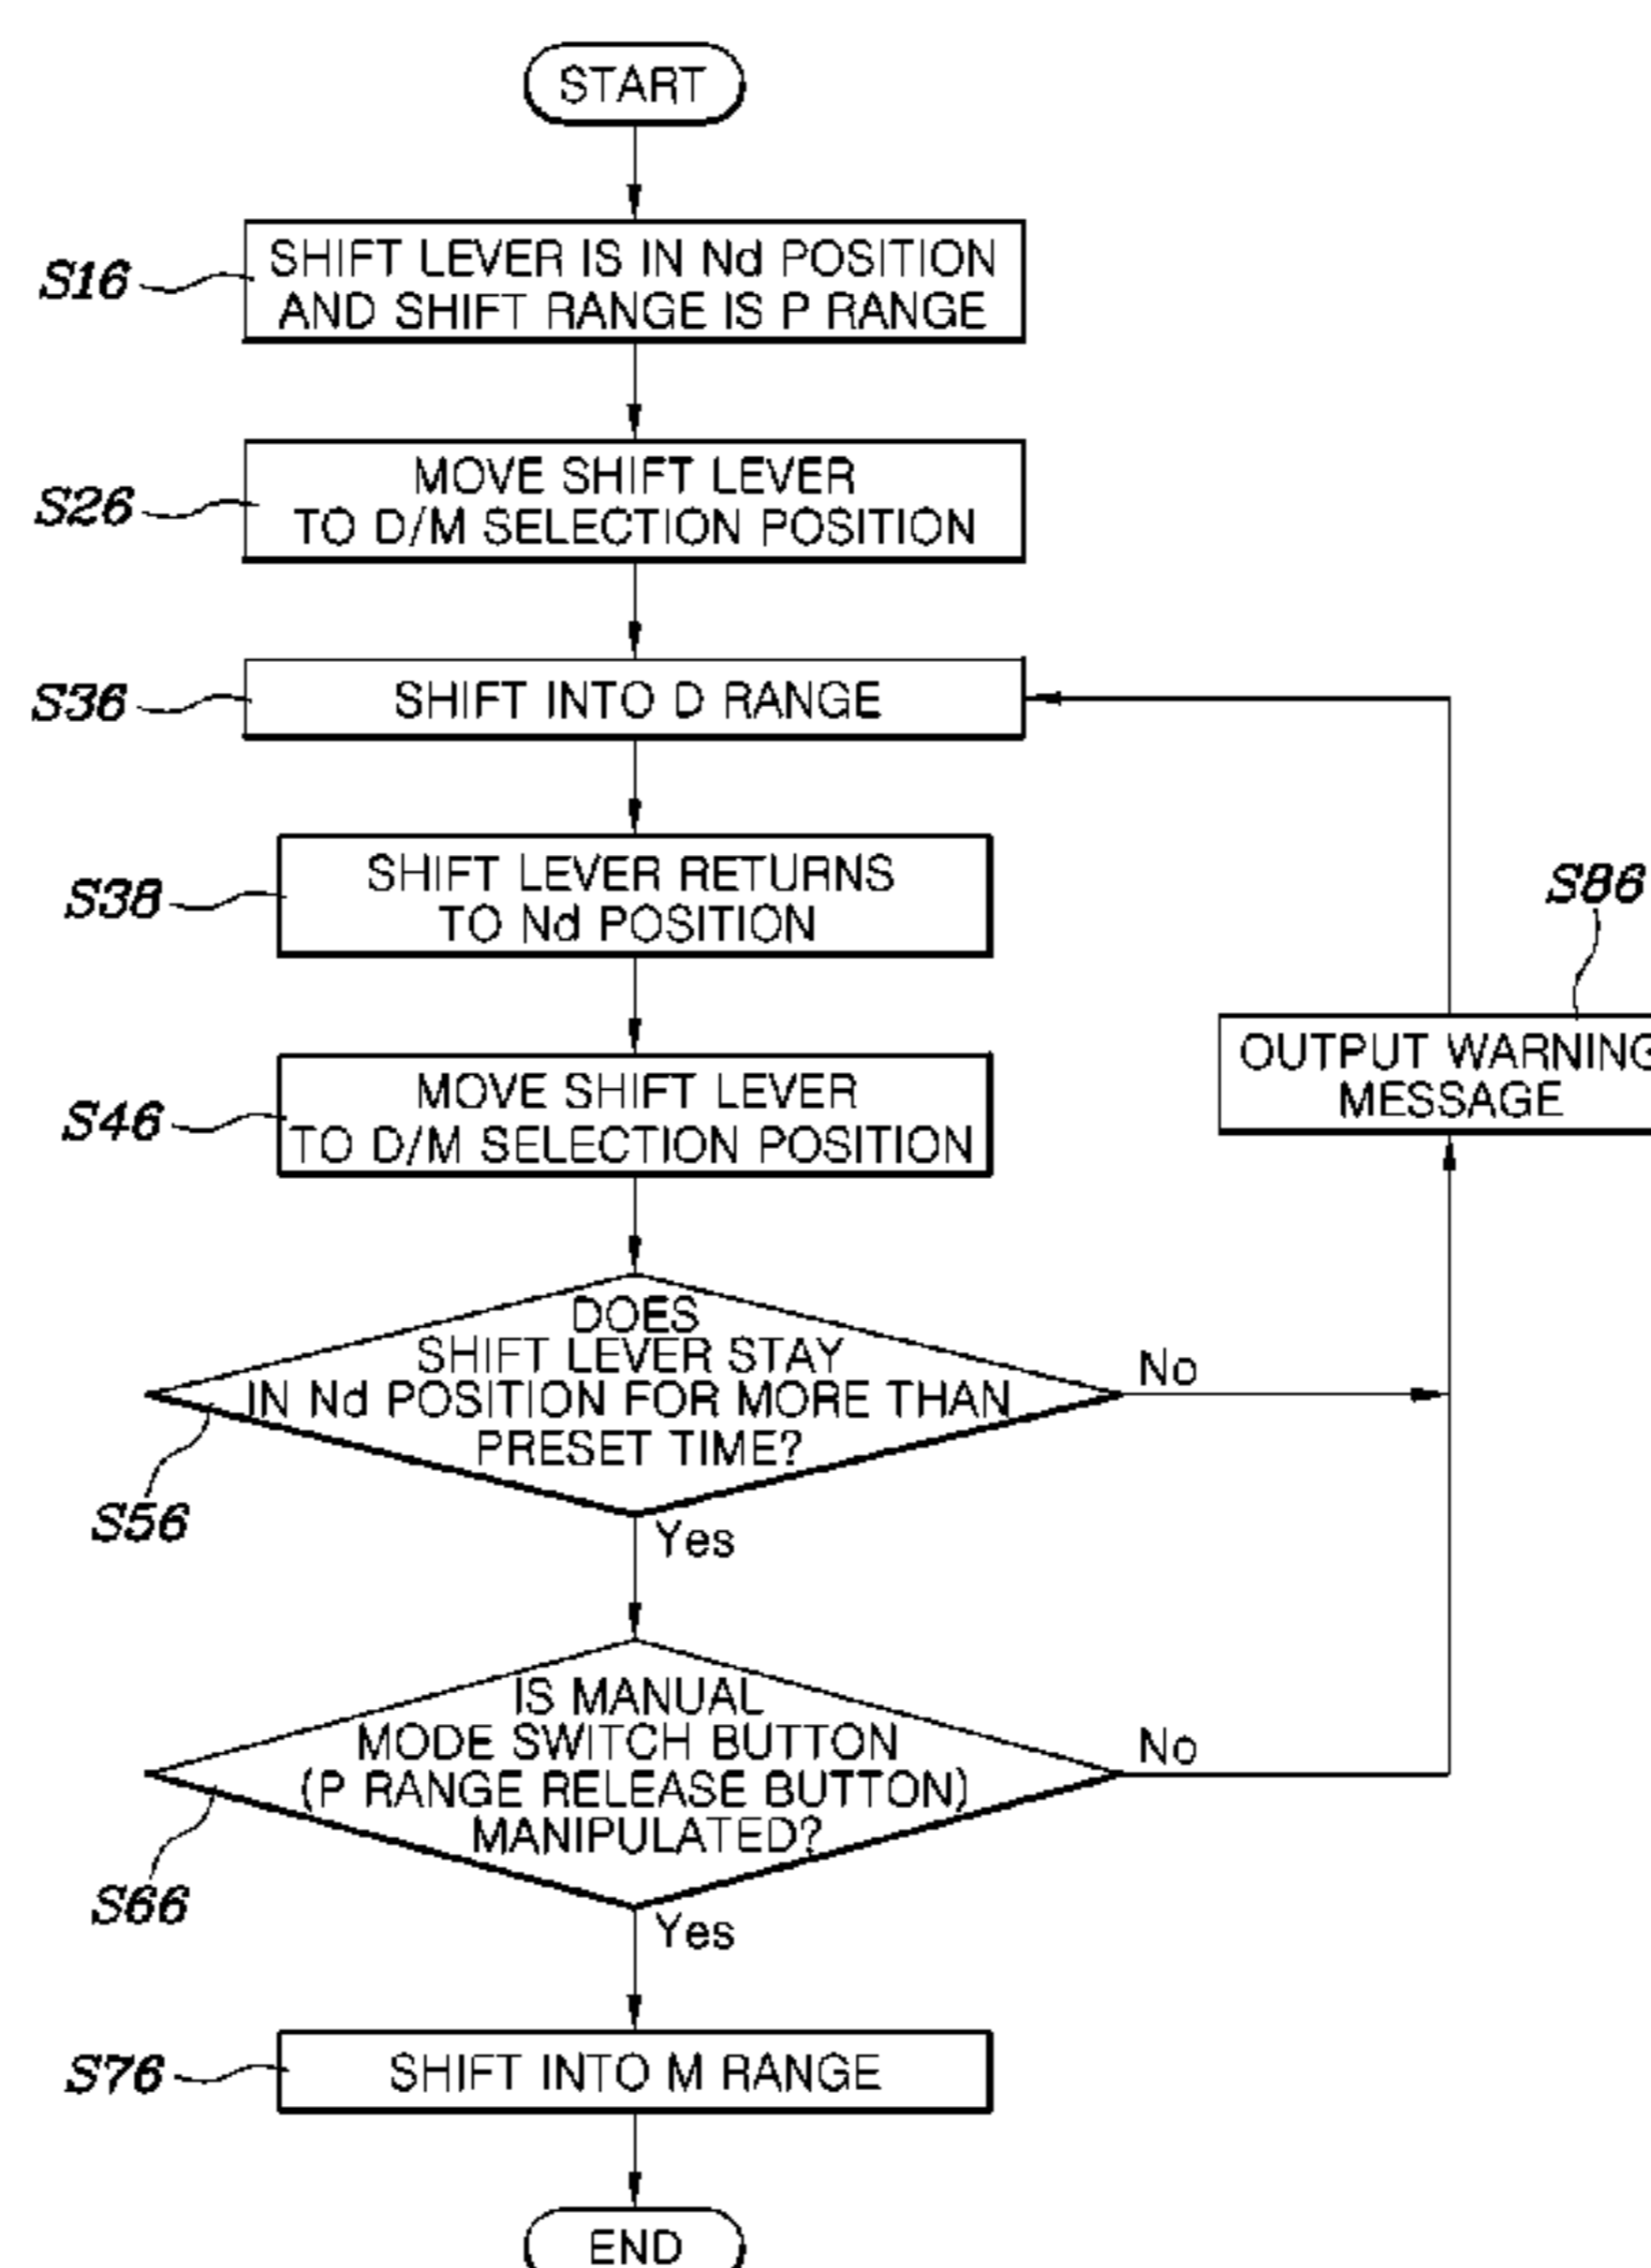 START
S16
SHIFT LEVER IS IN Nd POSITION
AND SHIFT RANGE IS P RANGE
S26
MOVE SHIFT LEVER
TO D/M SELECTION POSITION
S36
SHIFT INTO D RANGE
S38
SHIFT LEVER RETURNS
TO Nd POSITION
S86
OUTPUT WARNING
MESSAGE
S46
MOVE SHIFT LEVER
TO D/M SELECTION POSITION
DOES
SHIFT LEVER STAY
IN Nd POSITION FOR MORE THAN
PRESET TIME?
No
S56
Yes
IS MANUAL
MODE SWITCH BUTTON
(P RANGE RELEASE BUTTON)
MANIPULATED?
No
S66
Yes
S76
SHIFT INTO M RANGE
END